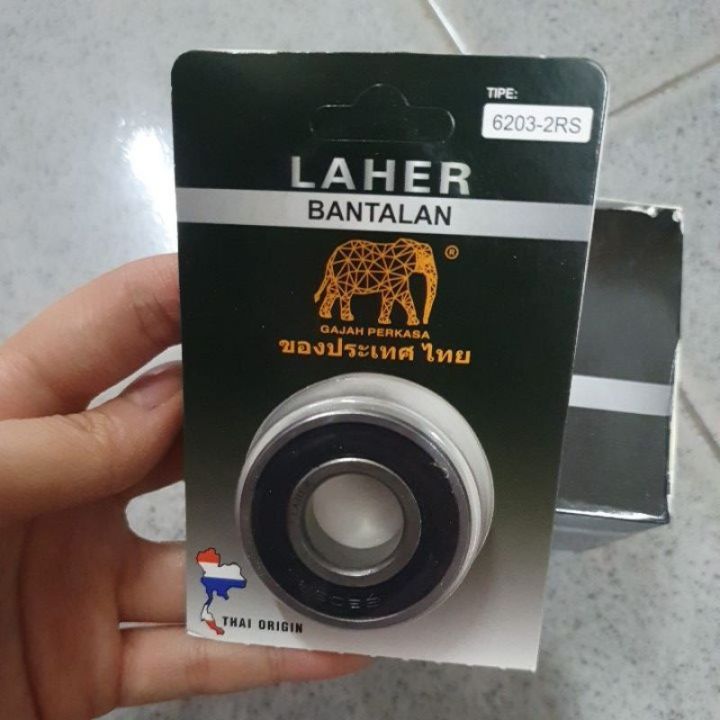 TIPE:
6203-2RS
LAHER
BANTALAN
®
GAJAH PERKASA
ของประเทศ ไทย
THAI ORIGIN